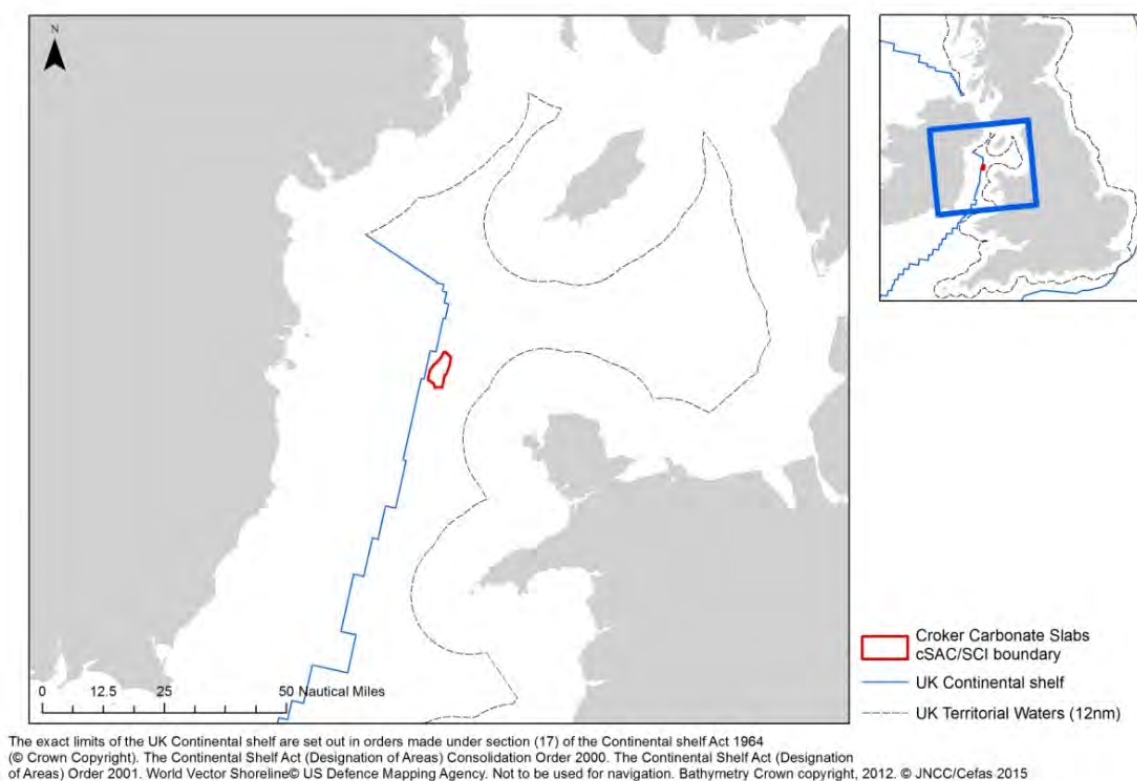 N
0 12.5 25 50 Nautical Miles
Croker Carbonate Slabs
cSAC/SCI boundary
UK Continental shelf
UK Territorial Waters (12nm)
The exact limits of the UK Continental shelf are set out in orders made under section (17) of the Continental shelf Act 1964
(© Crown Copyright). The Continental Shelf Act (Designation of Areas) Consolidation Order 2000. The Continental Shelf Act (Designation
of Areas) Order 2001. World Vector Shoreline© US Defence Mapping Agency. Not to be used for navigation. Bathymetry Crown copyright, 2012. © JNCC/Cefas 2015